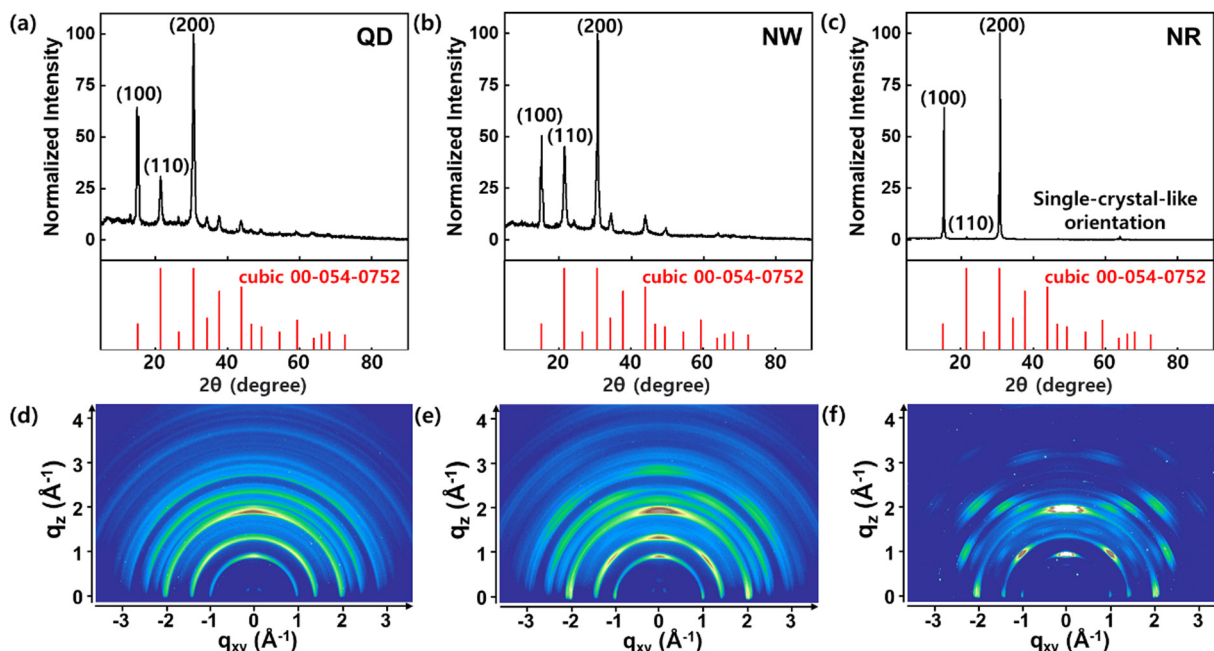 (a)
QD
(200)
(100)
(110)
Normalized Intensity
100
75
50
25
0
cubic 00-054-0752
20
40
60
80
2θ (degree)
(b)
NW
(200)
(100)
(110)
Normalized Intensity
100
75
50
25
0
cubic 00-054-0752
20
40
60
80
2θ (degree)
(c)
NR
(200)
(100)
(110)
Single-crystal-like
orientation
Normalized Intensity
100
75
50
25
0
cubic 00-054-0752
20
40
60
80
2θ (degree)
(d)
qz (Å-1)
4
3
2
1
0
-3 -2 -1 0 1 2 3
qxy (Å-1)
(e)
qz (Å-1)
4
3
2
1
0
-3 -2 -1 0 1 2 3
qxy (Å-1)
(f)
qz (Å-1)
4
3
2
1
0
-3 -2 -1 0 1 2 3
qxy (Å-1)